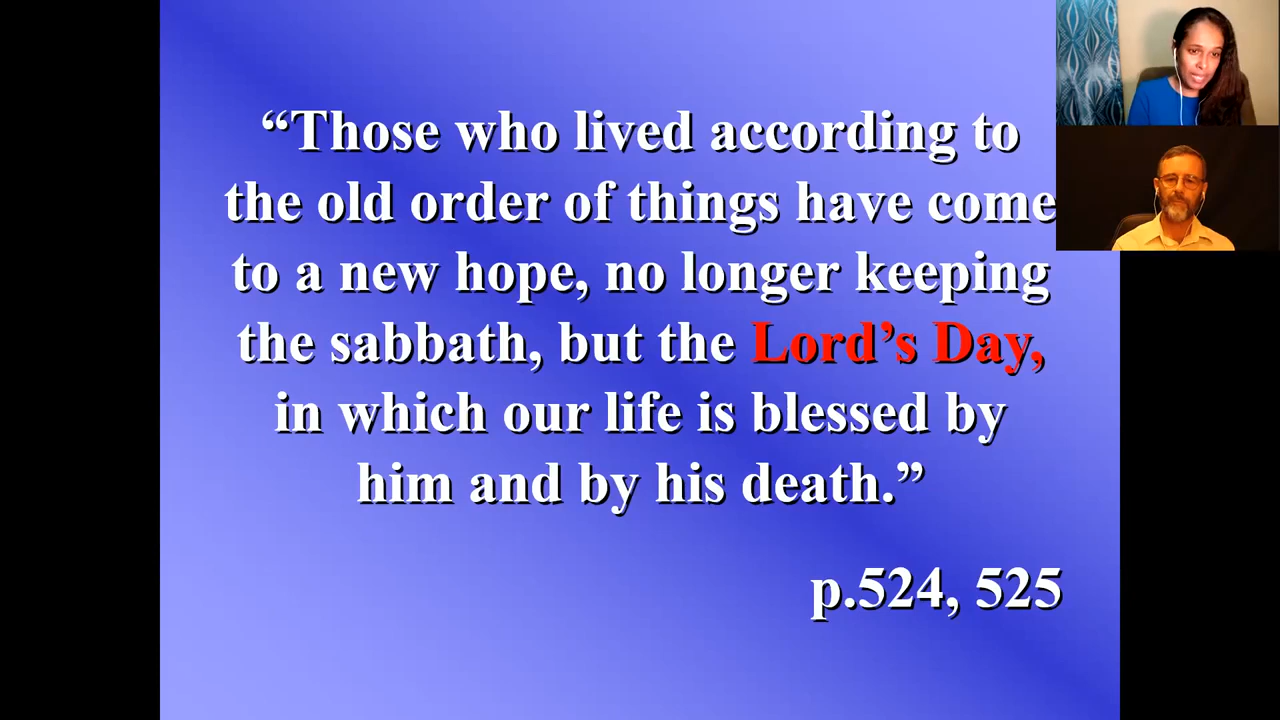 “Those who lived according to
the old order of things have come
to a new hope, no longer keeping
the sabbath, but the Lord’s Day,
in which our life is blessed by
him and by his death.”
p.524, 525